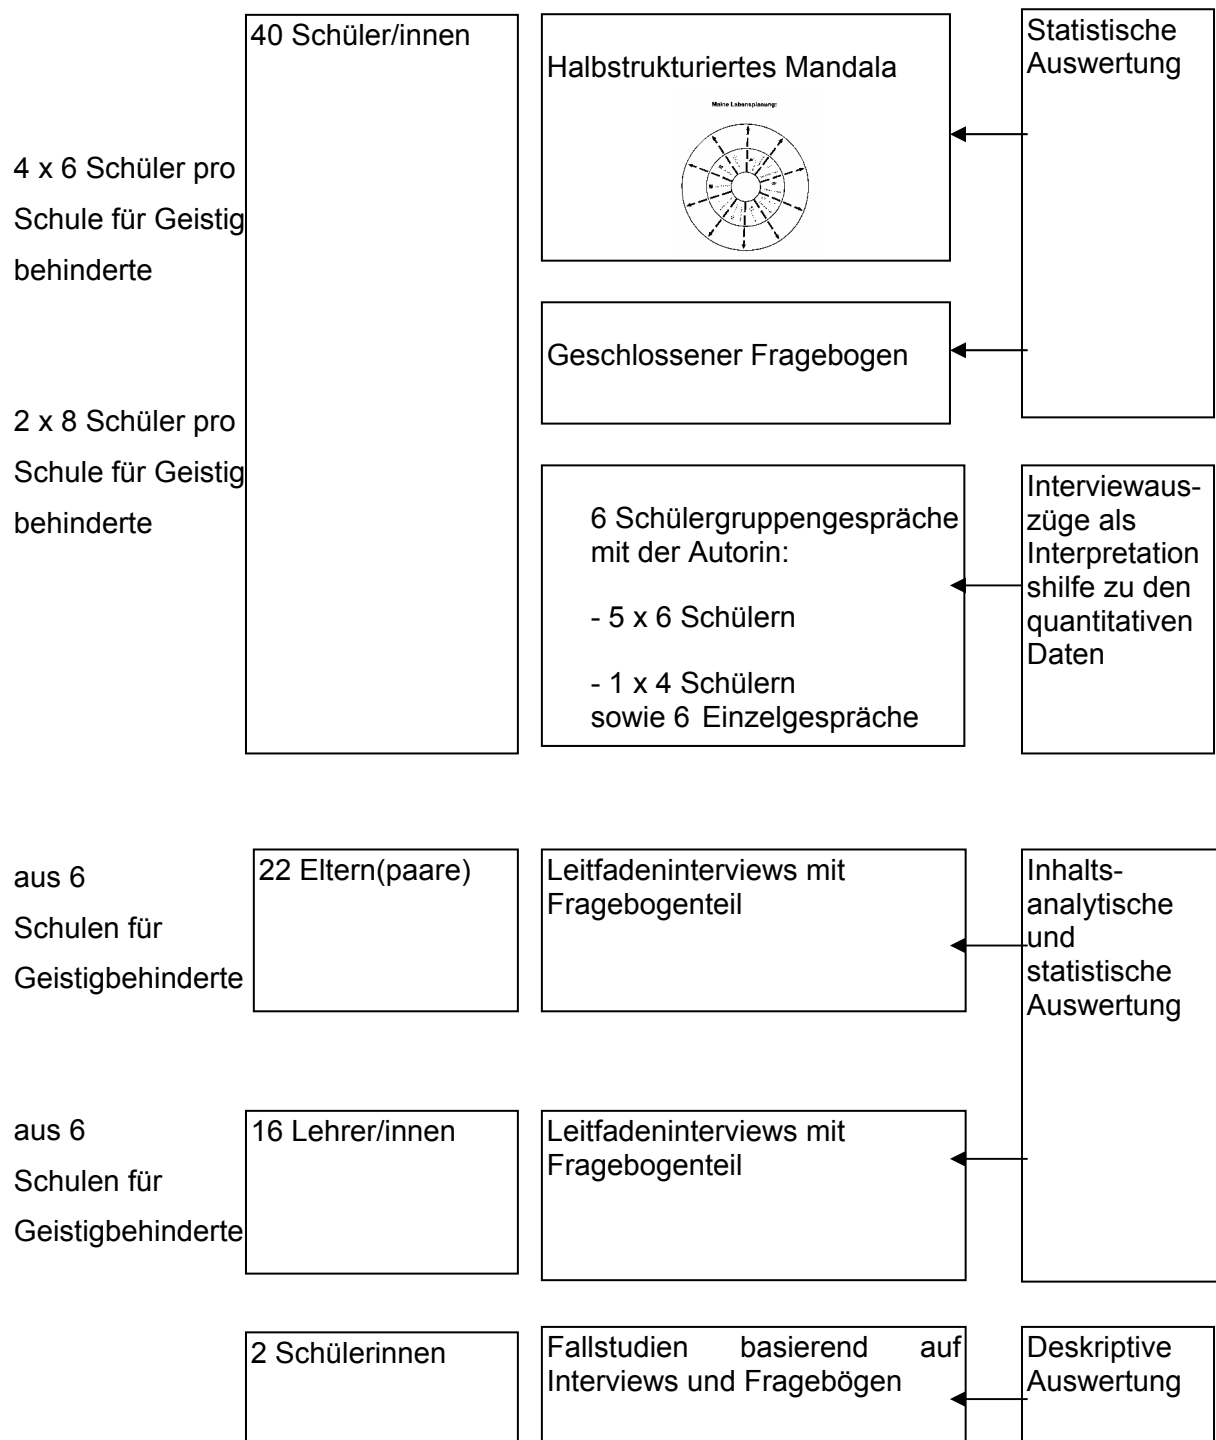 40 Schüler/innen
Halbstrukturiertes Mandala
Meine Lebensplanung:
Statistische
Auswertung
4 x 6 Schüler pro
Schule für Geistig
behinderte
Geschlossener Fragebogen
2 x 8 Schüler pro
Schule für Geistig
behinderte
6 Schülergruppengespräche
mit der Autorin:
- 5 x 6 Schülern
- 1 x 4 Schülern
sowie 6 Einzelgespräche
Interviewaus-
züge als
Interpretation
shilfe zu den
quantitativen
Daten
aus 6
Schulen für
Geistigbehinderte
22 Eltern(paare)
Leitfadeninterviews mit
Fragebogenteil
Inhalts-
analytische
und
statistische
Auswertung
aus 6
Schulen für
Geistigbehinderte
16 Lehrer/innen
Leitfadeninterviews mit
Fragebogenteil
2 Schülerinnen
Fallstudien basierend auf
Interviews und Fragebögen
Deskriptive
Auswertung